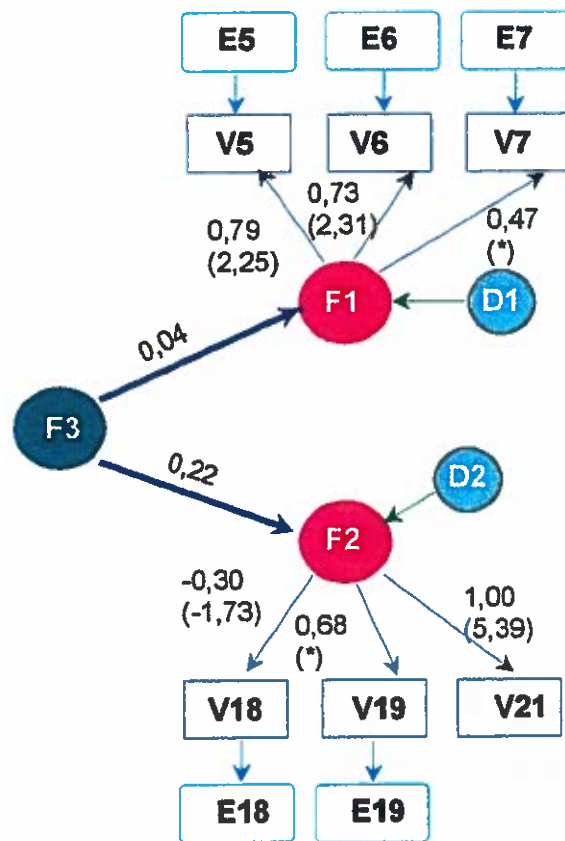 E5 E6 E7
V5 V6 V7
0,79
(2,25)
0,73
(2,31)
0,47
(*)
F1
D1
0,04
F3
0,22
D2
F2
-0,30
(-1,73)
0,68
(*)
1,00
(5,39)
V18 V19 V21
E18 E19